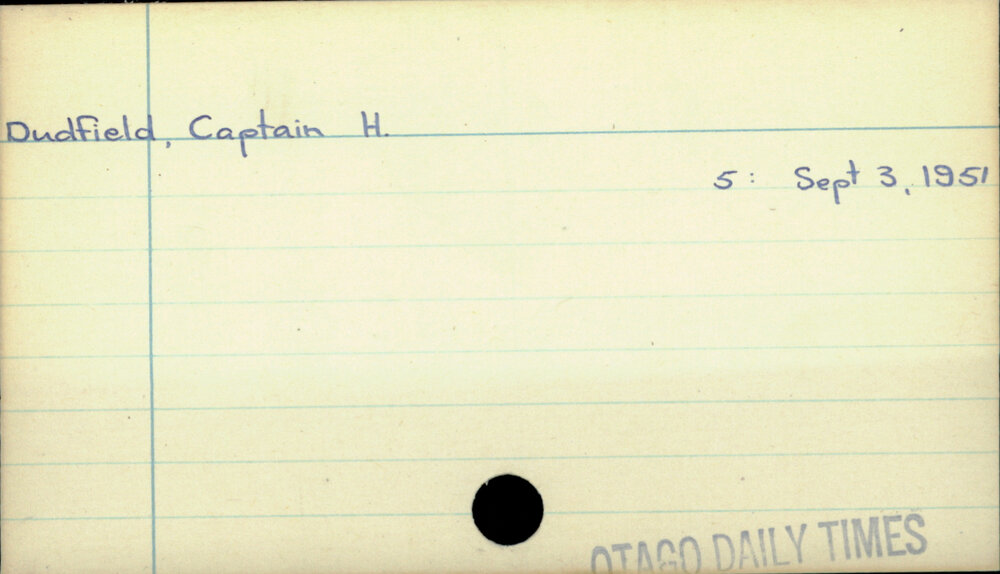 Dudfield, Captain H.
5: Sept 3, 1951
OTAGO DAILY TIMES